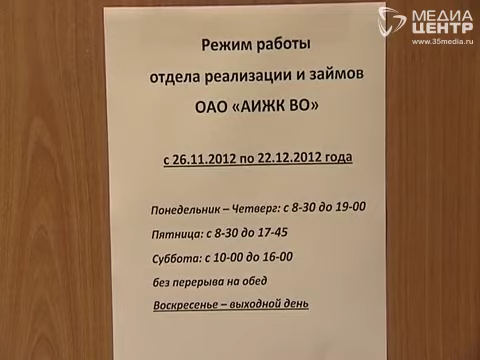 МЕДИА
ЦЕНТР
www.35media.ru
Режим работы
отдела реализации и займов
ОАО «АИЖК ВО»
с 26.11.2012 по 22.12.2012 года
Понедельник – Четверг: с 8-30 до 19-00
Пятница: с 8-30 до 17-45
Суббота: с 10-00 до 16-00
без перерыва на обед
Воскресенье – выходной день